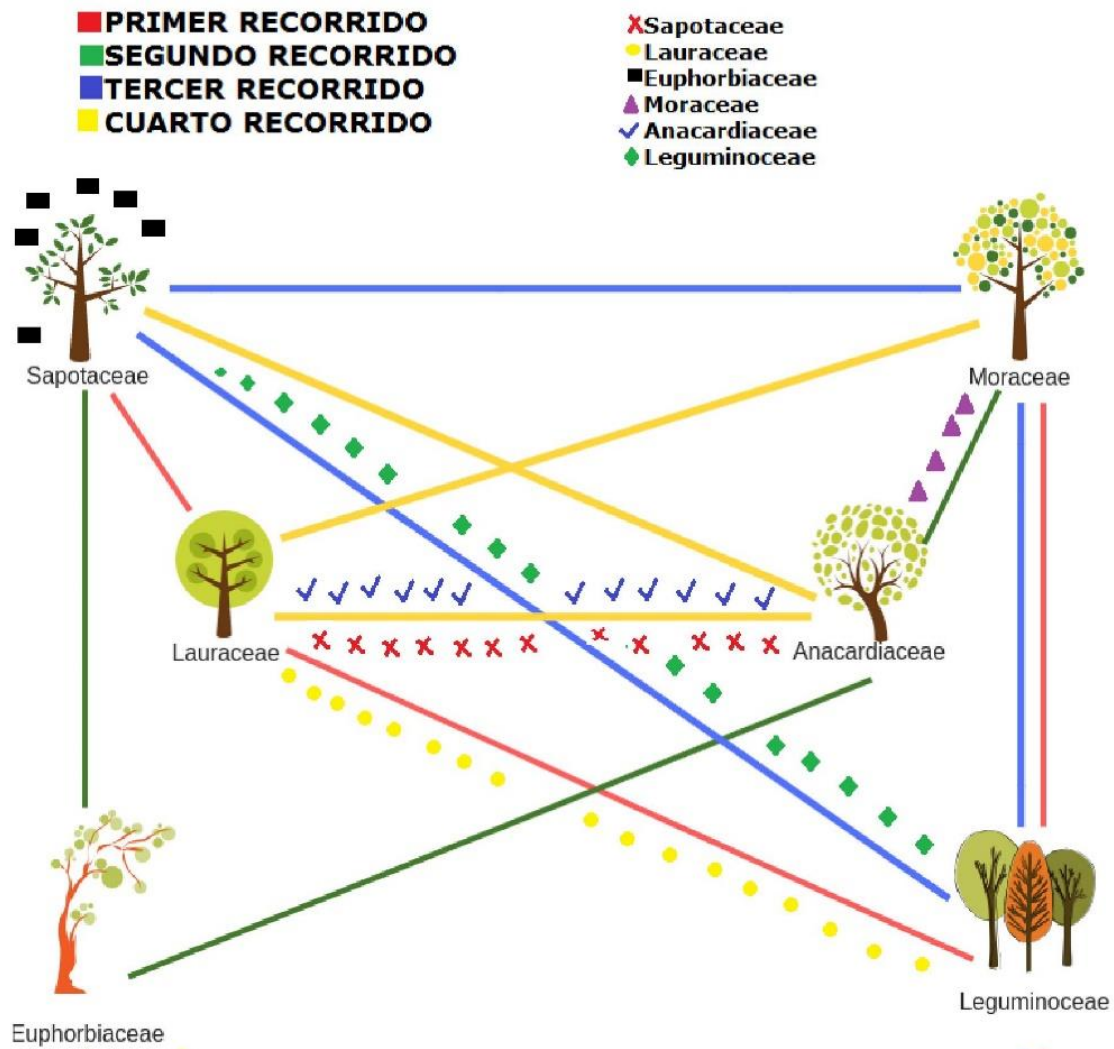 PRIMER RECORRIDO
SEGUNDO RECORRIDO
TERCER RECORRIDO
CUARTO RECORRIDO
Sapotaceae
Lauraceae
Euphorbiaceae
Moraceae
Anacardiaceae
Leguminoceae
Sapotaceae
Moraceae
Lauraceae
Anacardiaceae
Leguminoceae
Euphorbiaceae